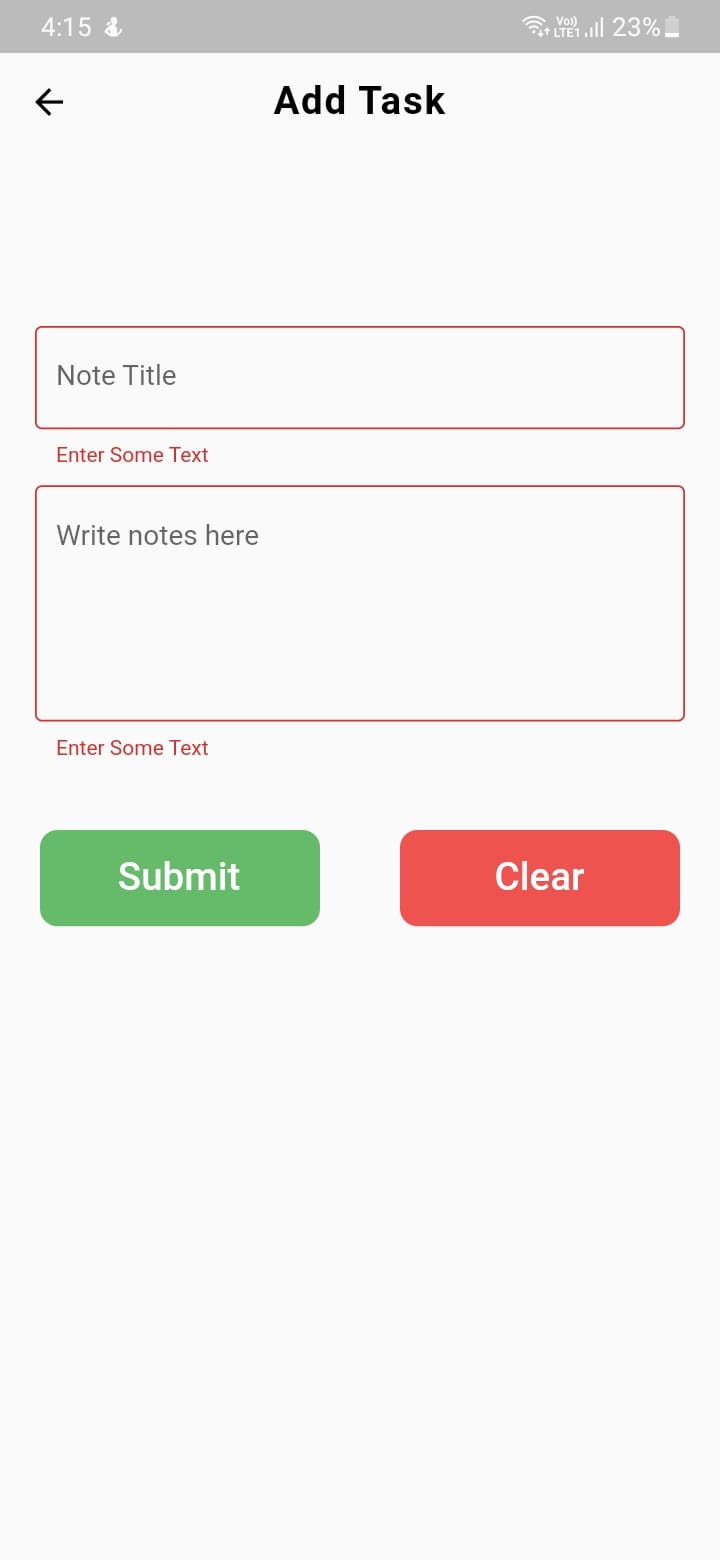 4:15 Vo)) LTE1 23%
Add Task
Note Title
Enter Some Text
Write notes here
Enter Some Text
Submit Clear